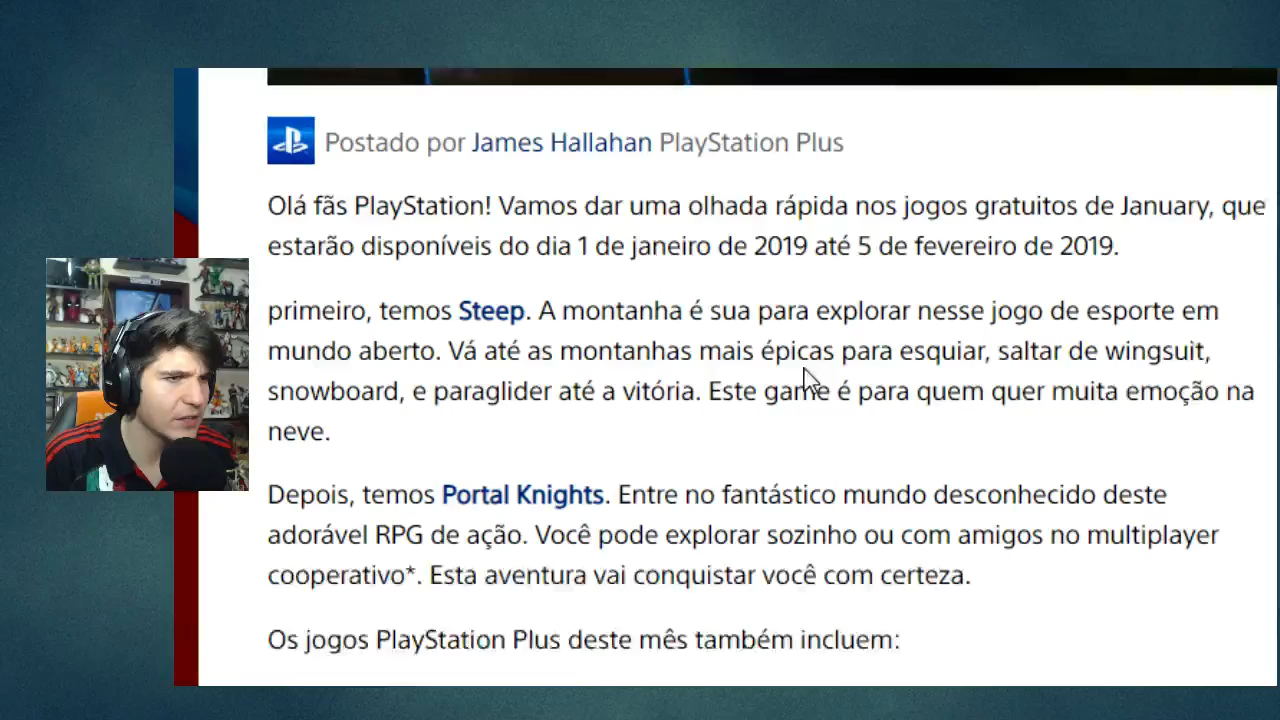 Postado por James Hallahan PlayStation Plus
Olá fãs PlayStation! Vamos dar uma olhada rápida nos jogos gratuitos de January, que
estarão disponíveis do dia 1 de janeiro de 2019 até 5 de fevereiro de 2019.
primeiro, temos Steep. A montanha é sua para explorar nesse jogo de esporte em
mundo aberto. Vá até as montanhas mais épicas para esquiar, saltar de wingsuit,
snowboard, e paraglider até a vitória. Este game é para quem quer muita emoção na
neve.
Depois, temos Portal Knights. Entre no fantástico mundo desconhecido deste
adorável RPG de ação. Você pode explorar sozinho ou com amigos no multiplayer
cooperativo*. Esta aventura vai conquistar você com certeza.
Os jogos PlayStation Plus deste mês também incluem: